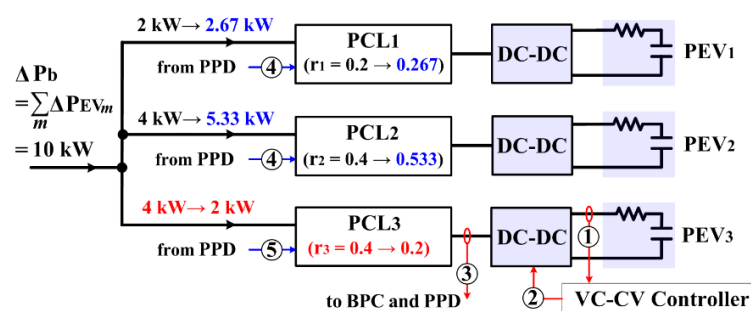 2 kW→ 2.67 kW
from PPD ④
PCL1
(r1 = 0.2 → 0.267)
DC-DC
PEV1
Δ Pb
=∑ΔPEVm
m
= 10 kW
4 kW→ 5.33 kW
from PPD ④
PCL2
(r2 = 0.4 → 0.533)
DC-DC
PEV2
4 kW→ 2 kW
from PPD ⑤
PCL3
(r3 = 0.4 → 0.2)
③
to BPC and PPD
DC-DC
①
PEV3
②
VC-CV Controller